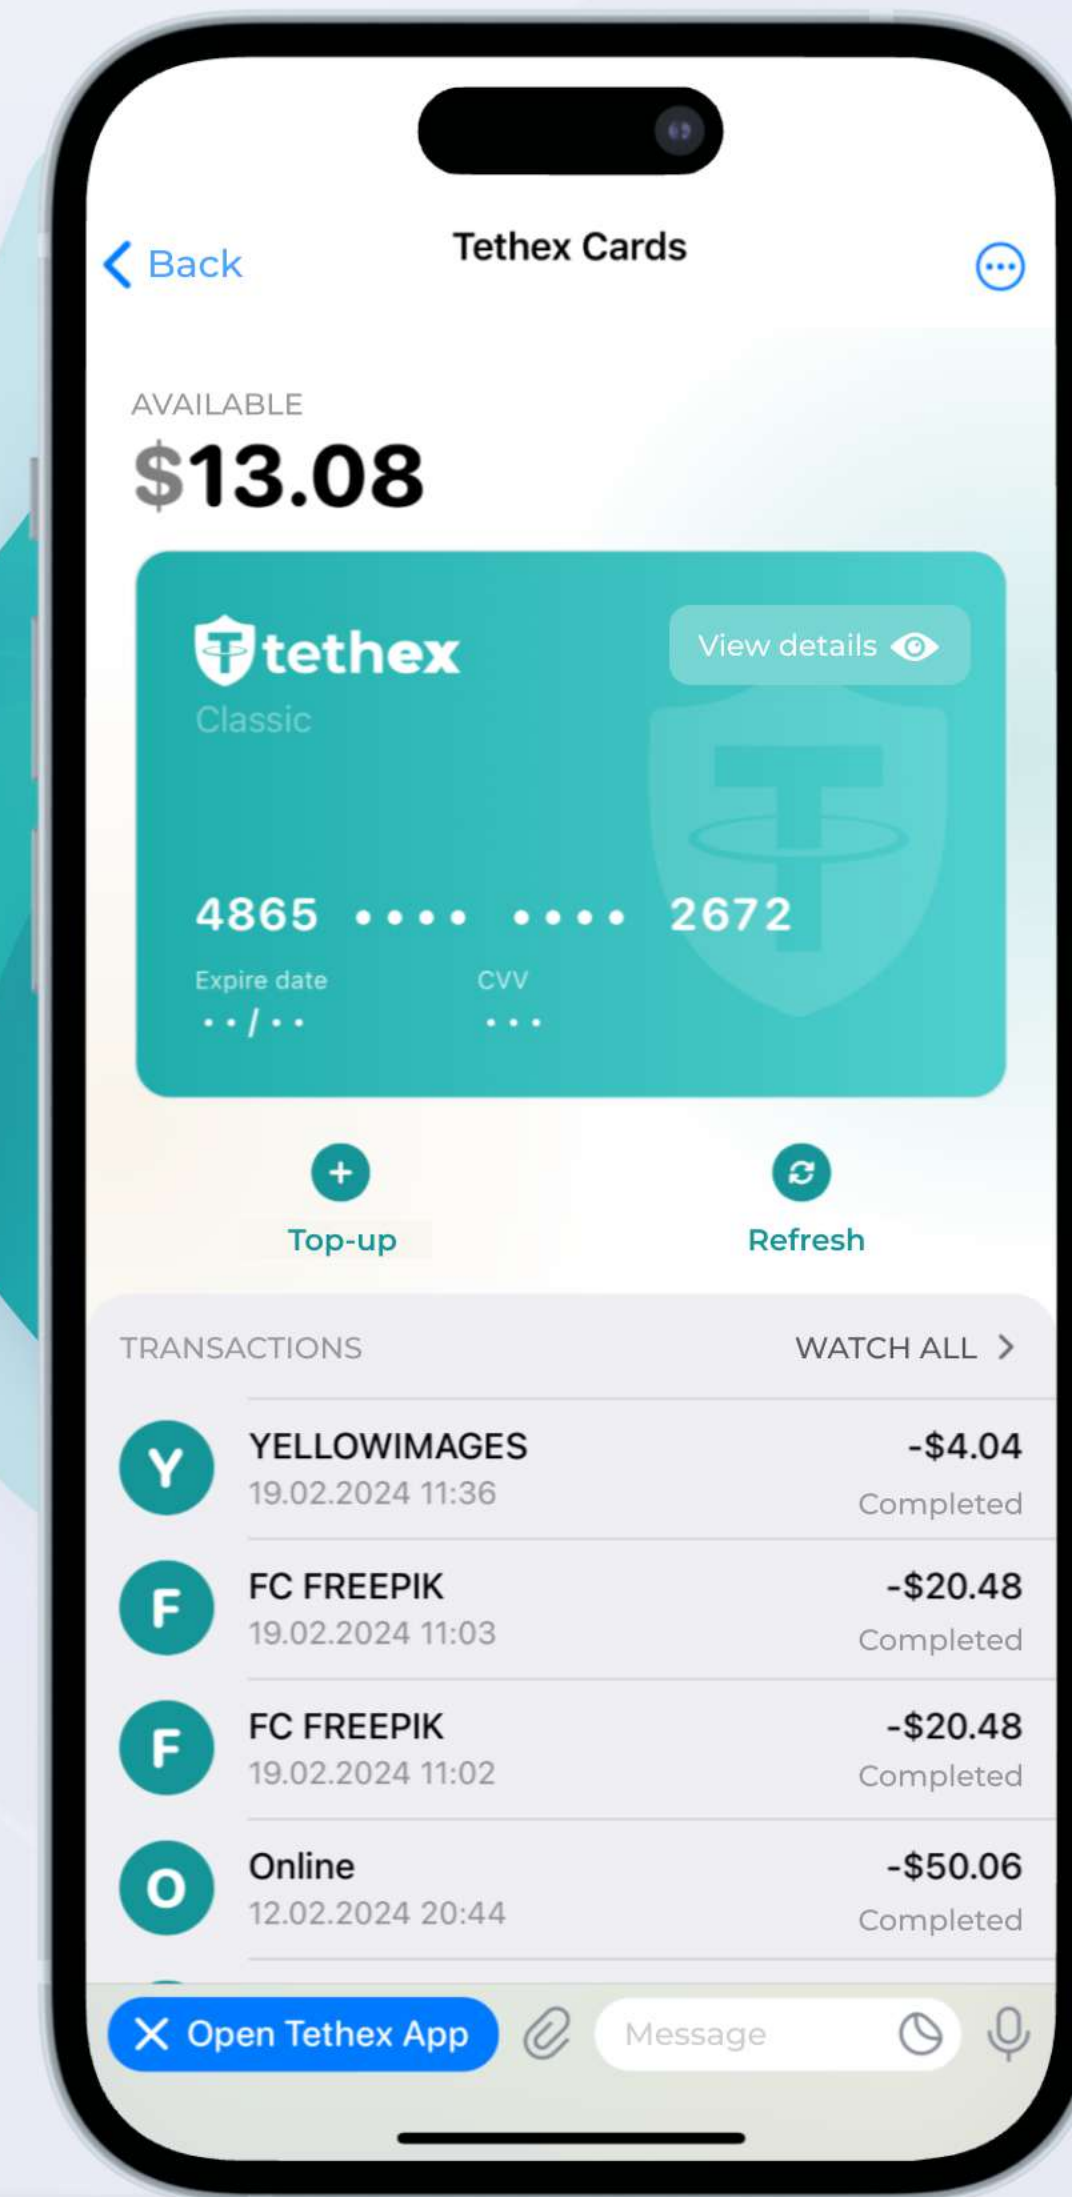 Back
Tethex Cards
AVAILABLE
$13.08
tethex
View details
Classic
4865 •••• •••• 2672
Expire date CVV
••/•• •••
Top-up
Refresh
TRANSACTIONS
WATCH ALL >
Y YELLOWIMAGES -$4.04
19.02.2024 11:36 Completed
F FC FREEPIK -$20.48
19.02.2024 11:03 Completed
F FC FREEPIK -$20.48
19.02.2024 11:02 Completed
O Online -$50.06
12.02.2024 20:44 Completed
Open Tethex App
Message